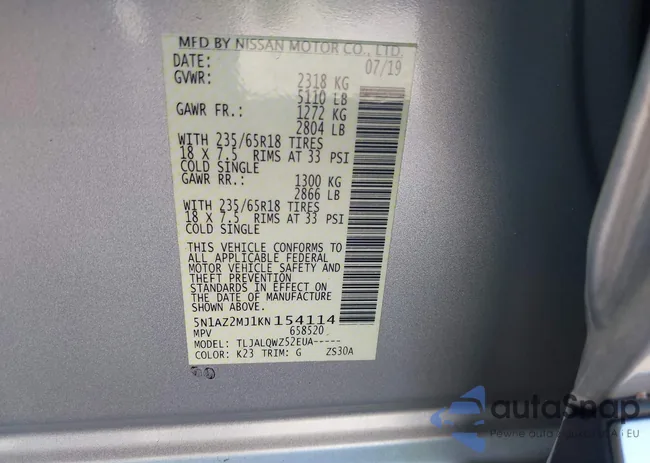 MFD BY NISSAN MOTOR CO., LTD.
DATE: 07/19
GVWR: 2318 KG
5110 LB
GAWR FR.: 1272 KG
2804 LB
WITH 235/65R18 TIRES
18 X 7.5 RIMS AT 33 PSI
COLD SINGLE
GAWR RR.: 1300 KG
2866 LB
WITH 235/65R18 TIRES
18 X 7.5 RIMS AT 33 PSI
COLD SINGLE
THIS VEHICLE CONFORMS TO
ALL APPLICABLE FEDERAL
MOTOR VEHICLE SAFETY AND
THEFT PREVENTION
STANDARDS IN EFFECT ON
THE DATE OF MANUFACTURE
SHOWN ABOVE.
5N1AZ2MJ1KN154114
MPV 658520
MODEL: TLJALQWZ52EUA-----
COLOR: K23 TRIM: G ZS30A
autoSnap
Pewne auta z USA i EU